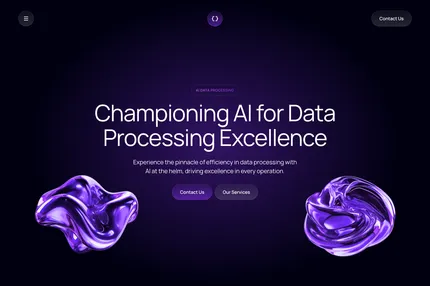 Contact Us
AI DATA PROCESSING
Championing AI for Data
Processing Excellence
Experience the pinnacle of efficiency in data processing with
AI at the helm, driving excellence in every operation.
Contact Us
Our Services